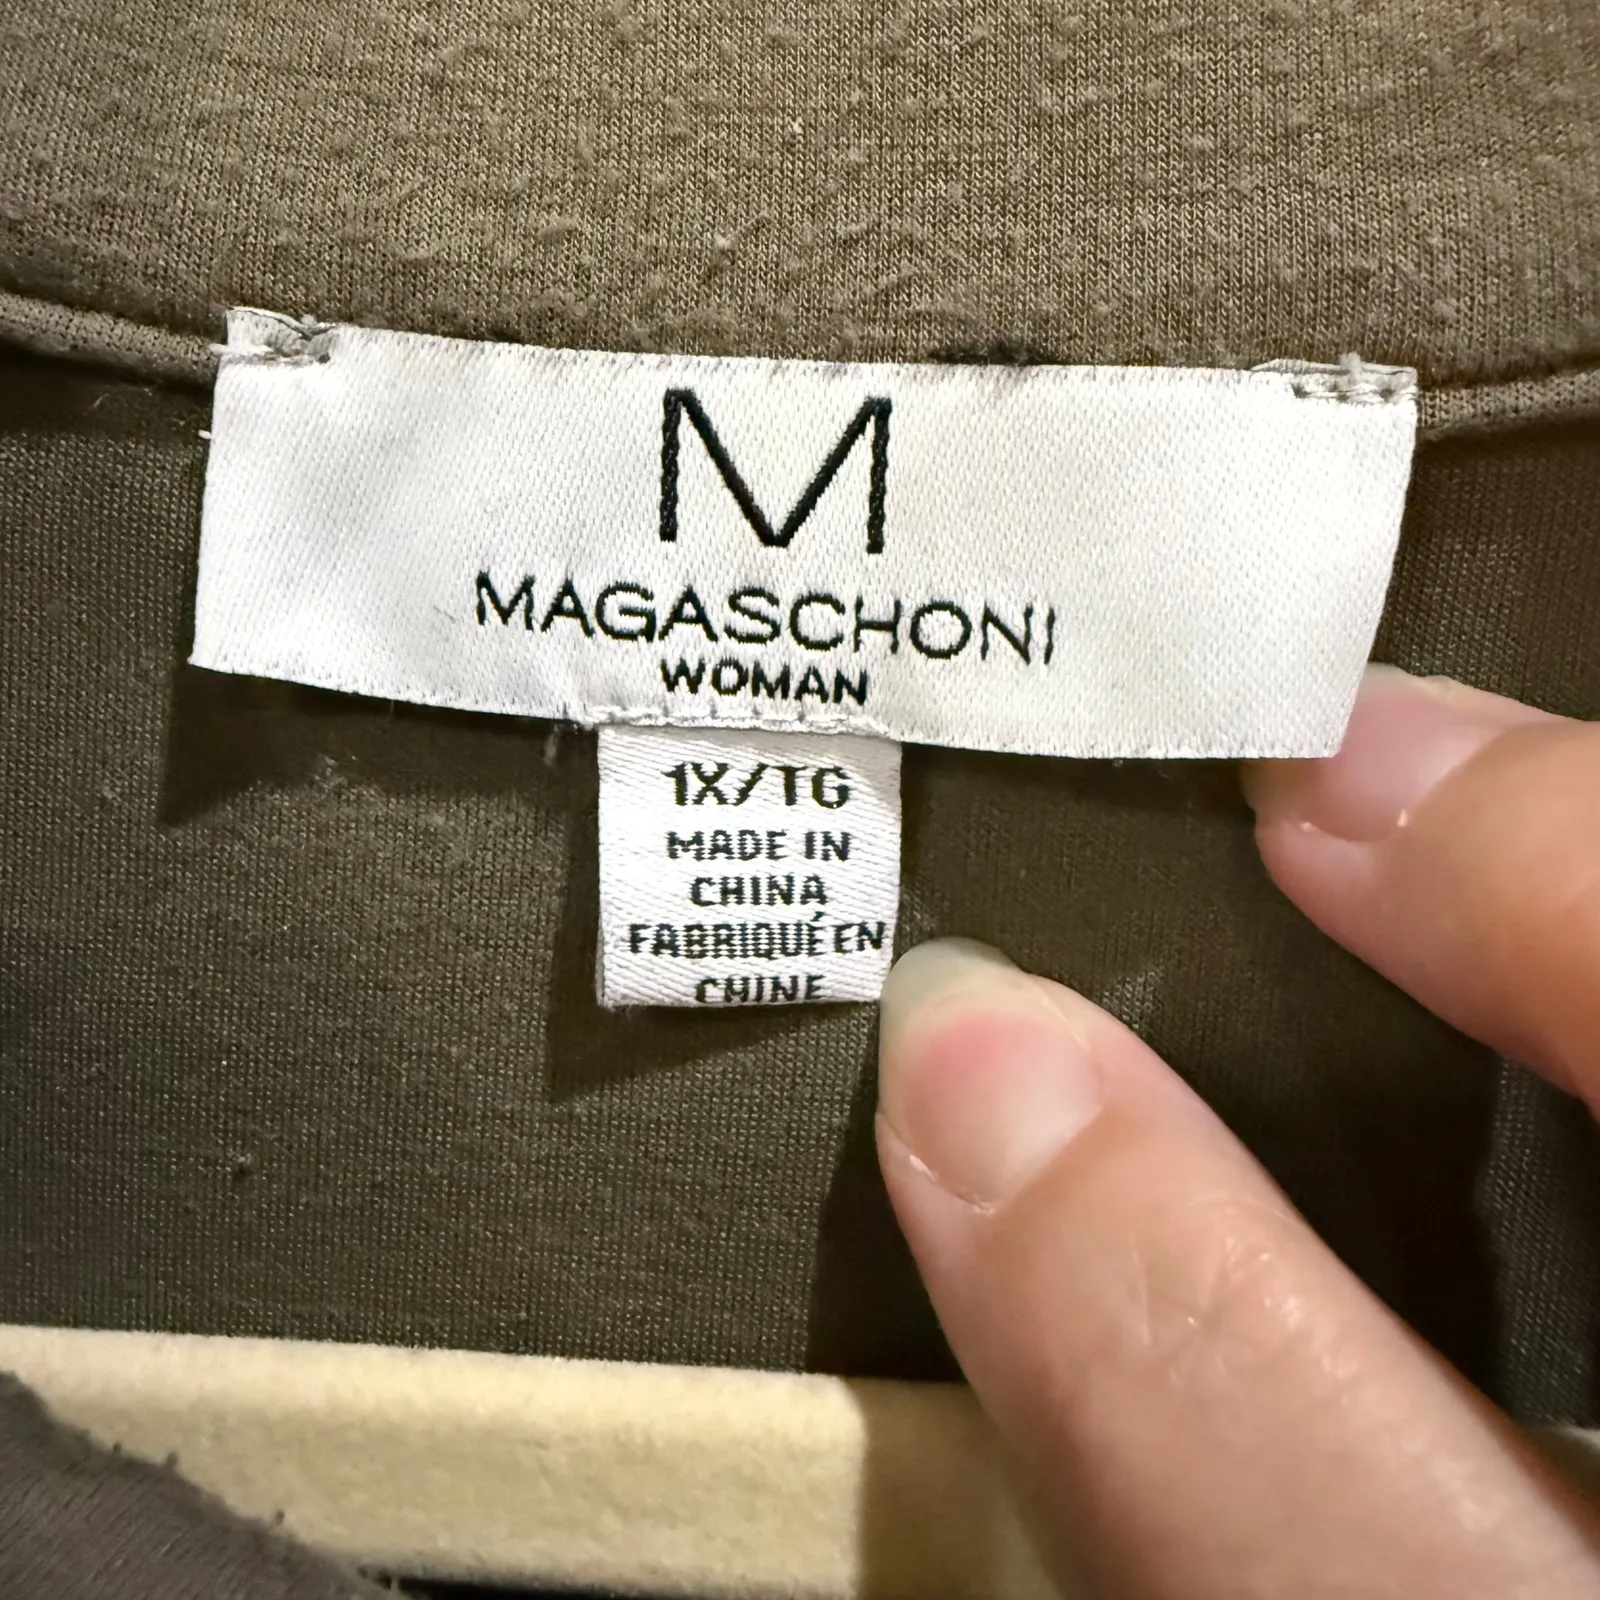 M
MAGASCHONI
WOMAN
1X/TG
MADE IN
CHINA
FABRIQUÉ EN
CHINE